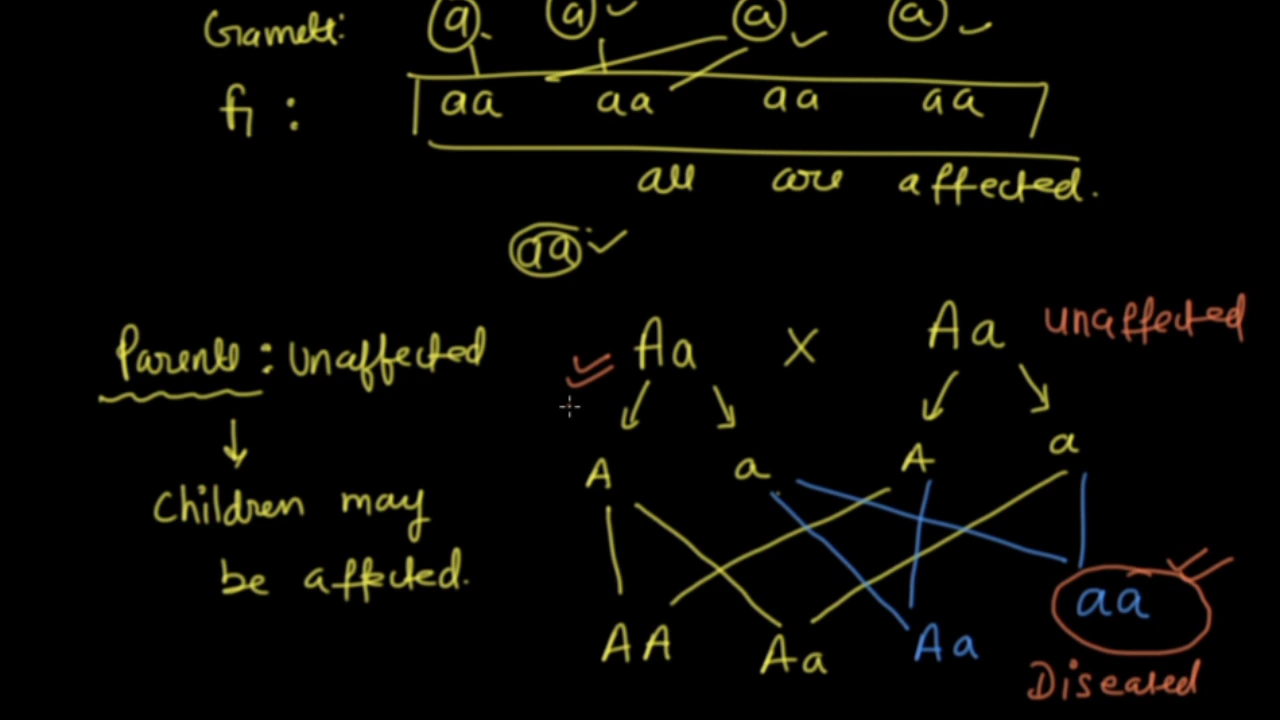 Gametes: a a a a
f1 : aa aa aa aa
all are affected.
aa
Parents : unaffected Aa X Aa unaffected
A a A a
Children may
be affected.
AA Aa Aa aa
Diseased